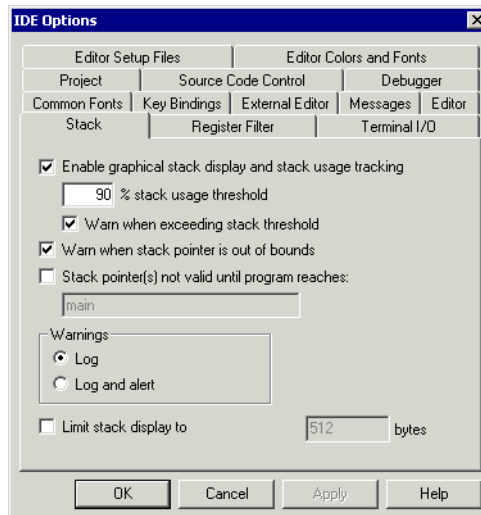 IDE Options
Editor Setup Files Editor Colors and Fonts
Project Source Code Control Debugger
Common Fonts Key Bindings External Editor Messages Editor
Stack Register Filter Terminal I/O
Enable graphical stack display and stack usage tracking
90 % stack usage threshold
Warn when exceeding stack threshold
Warn when stack pointer is out of bounds
Stack pointer(s) not valid until program reaches:
main
Warnings
Log
Log and alert
Limit stack display to 512 bytes
OK Cancel Apply Help